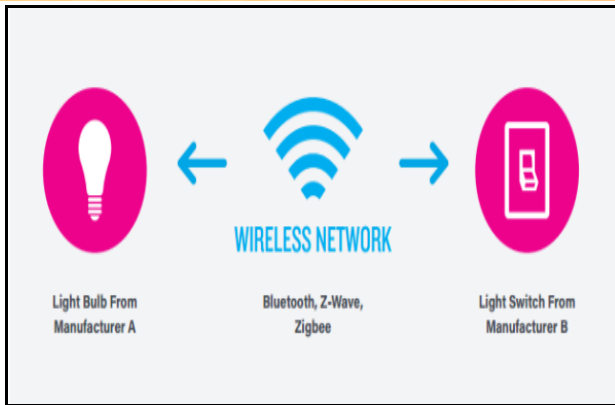 WIRELESS NETWORK
Light Bulb From
Manufacturer A
Bluetooth, Z-Wave,
Zigbee
Light Switch From
Manufacturer B